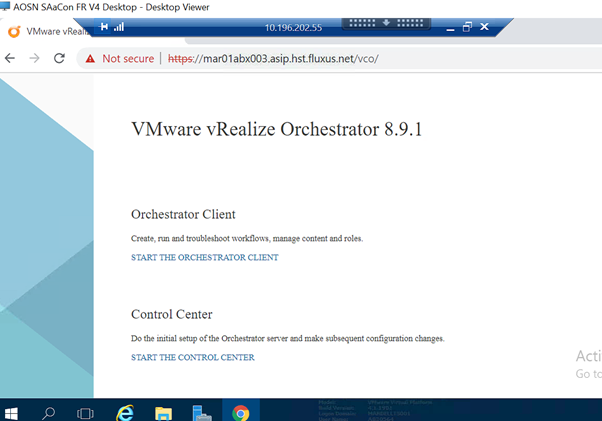 AOSN SAaCon FR V4 Desktop - Desktop Viewer
VMware vReali
10.196.202.55
Not secure | https://mar01abx003.asip.hst.fluxus.net/vco/
VMware vRealize Orchestrator 8.9.1
Orchestrator Client
Create, run and troubleshoot workflows, manage content and roles.
START THE ORCHESTRATOR CLIENT
Control Center
Do the initial setup of the Orchestrator server and make subsequent configuration changes.
START THE CONTROL CENTER
Acti
Go to